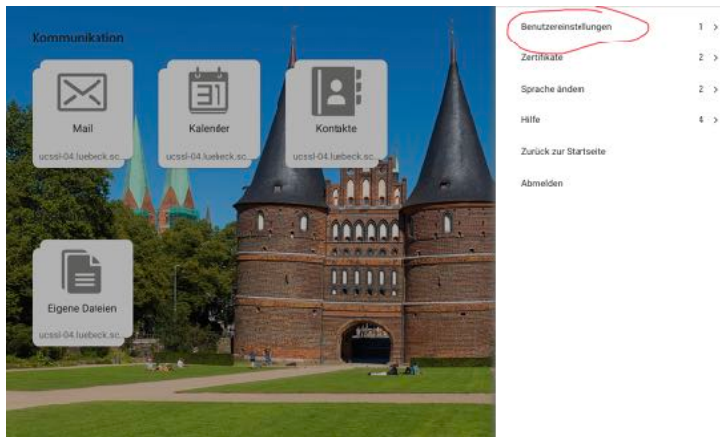 Kommunikation
Mail
ucssl-04.luebeck.sc...
31
Kalender
ucssl-04.luebeck.sc...
Kontakte
ucssl-04.luebeck.sc...
Eigene Dateien
ucssl-04.luebeck.sc...
Benutzereinstellungen 1 >
Zertifikate 2 >
Sprache ändern 2 >
Hilfe 4 >
Zurück zur Startseite
Abmelden